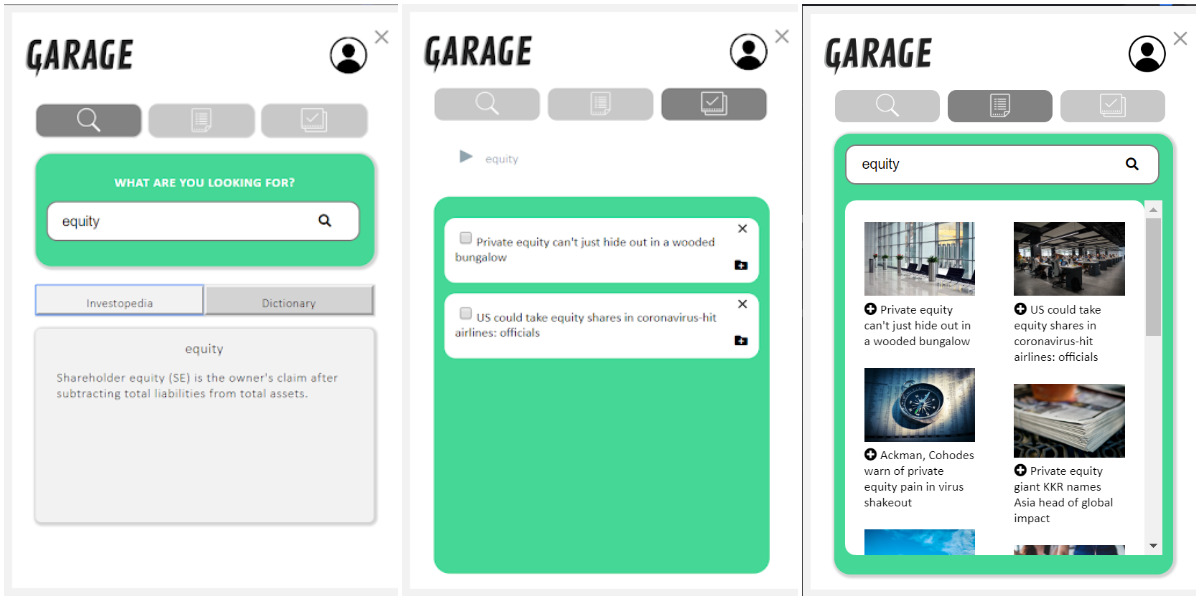 GARAGE
WHAT ARE YOU LOOKING FOR?
equity
Investopedia
Dictionary
equity
Shareholder equity (SE) is the owner's claim after
subtracting total liabilities from total assets.
GARAGE
equity
Private equity can't just hide out in a wooded
bungalow
US could take equity shares in coronavirus-hit
airlines: officials
GARAGE
equity
Private equity
can't just hide out in
a wooded bungalow
US could take
equity shares in
coronavirus-hit
airlines: officials
Ackman, Cohodes
warn of private
equity pain in virus
shakeout
Private equity
giant KKR names
Asia head of global
impact